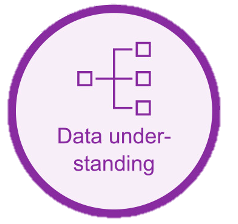 Data under-
standing